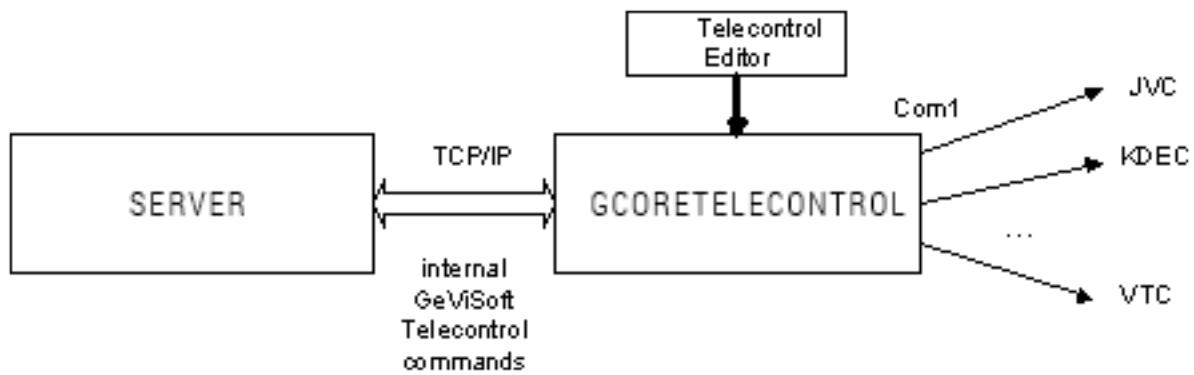 Telecontrol
Editor
Com1
JVC
TCP/IP
KDEC
SERVER
GCORETELECONTROL
...
internal
GeViSoft
Telecontrol
commands
VTC